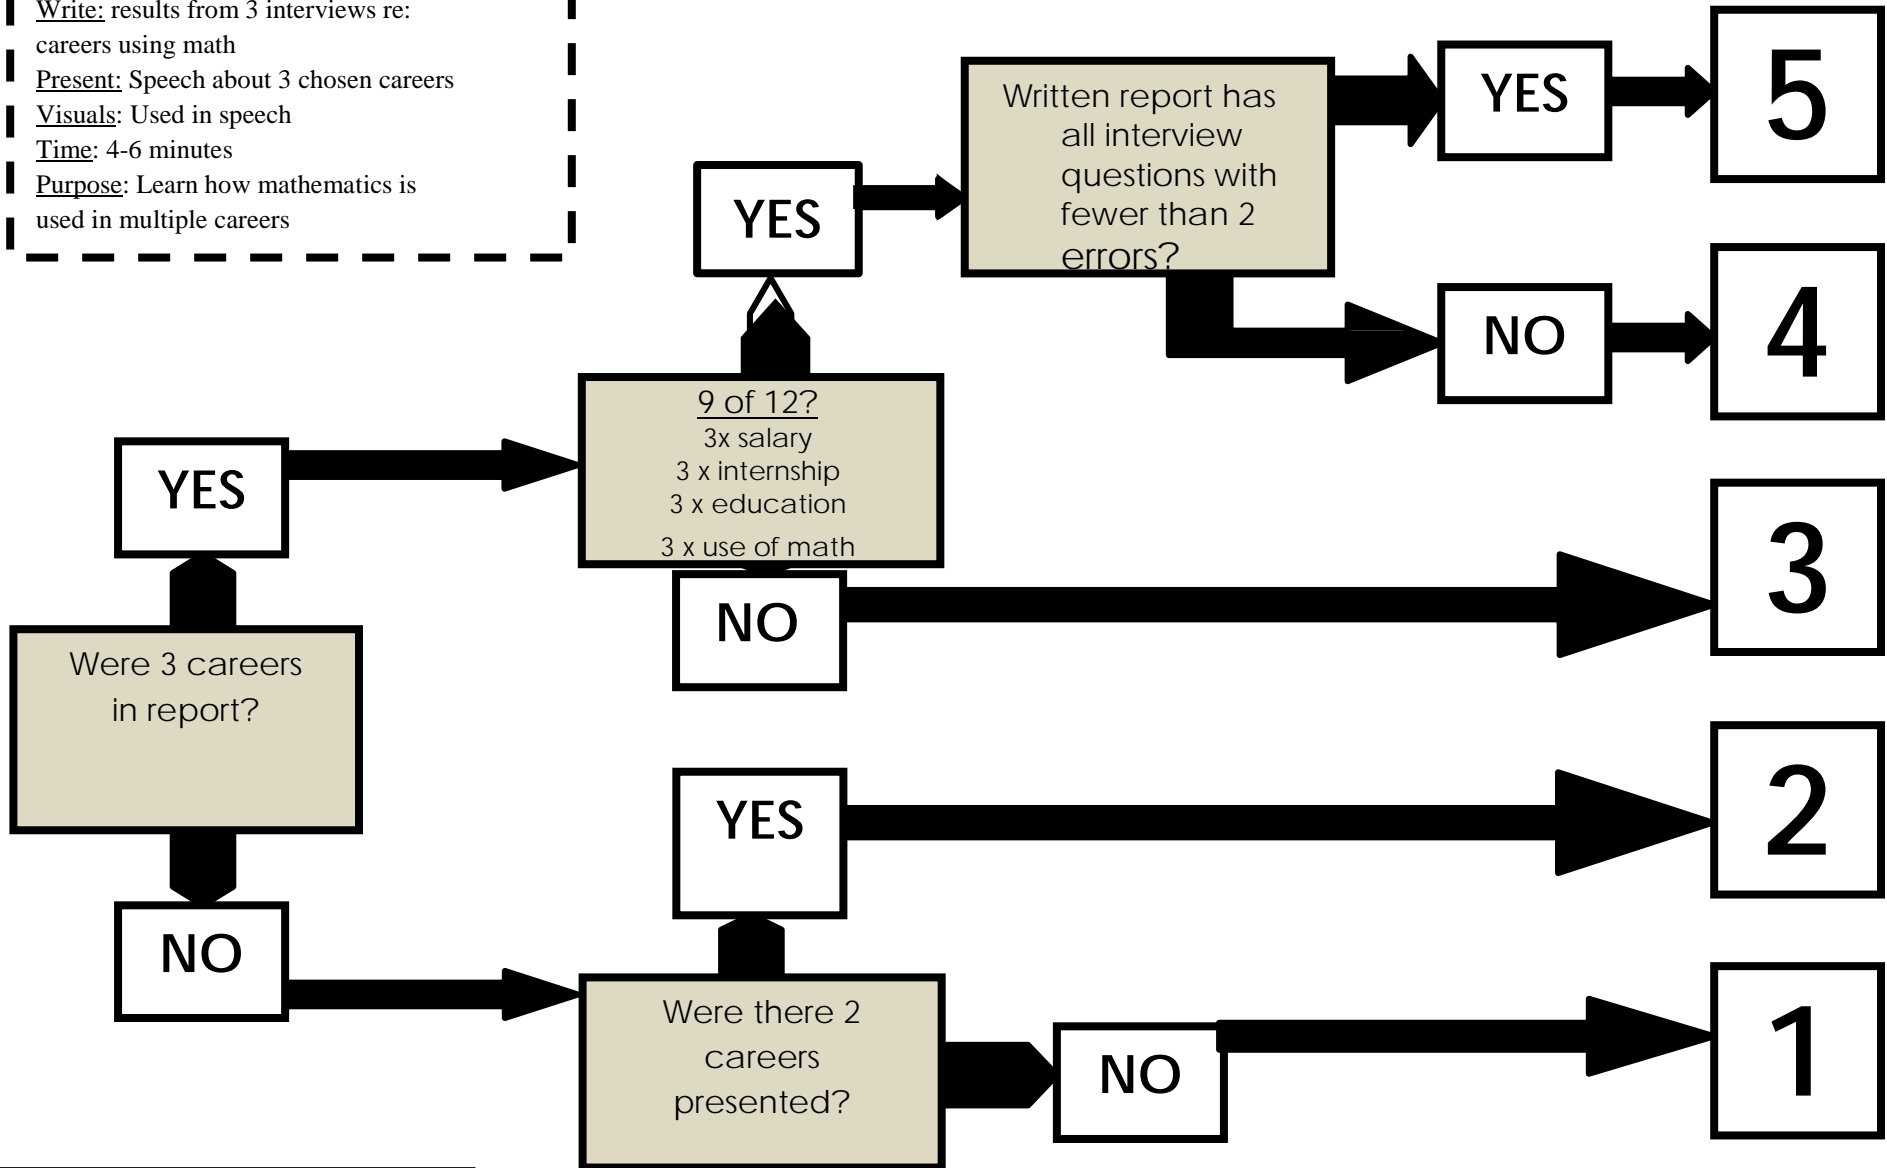 Write: results from 3 interviews re:
careers using math
Present: Speech about 3 chosen careers
Visuals: Used in speech
Time: 4-6 minutes
Purpose: Learn how mathematics is
used in multiple careers
Written report has
all interview
questions with
fewer than 2
errors?
YES
5
YES
NO
4
9 of 12?
3x salary
3 x internship
3 x education
3 x use of math
YES
NO
3
Were 3 careers
in report?
YES
2
NO
Were there 2
careers
presented?
NO
1